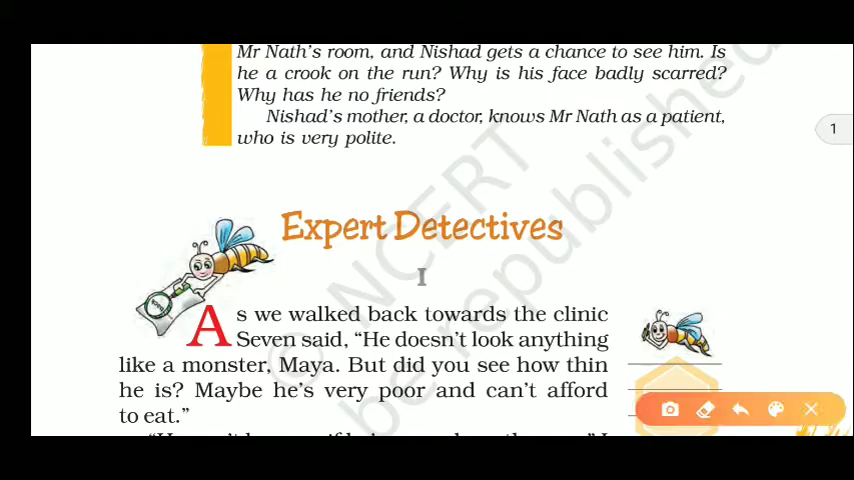 Mr Nath's room, and Nishad gets a chance to see him. Is
he a crook on the run? Why is his face badly scarred?
Why has he no friends?
Nishad's mother, a doctor, knows Mr Nath as a patient,
who is very polite.
1
Expert Detectives
I
As we walked back towards the clinic
Seven said, “He doesn't look anything
like a monster, Maya. But did you see how thin
he is? Maybe he's very poor and can't afford
to eat.”
© NCERT
be republished